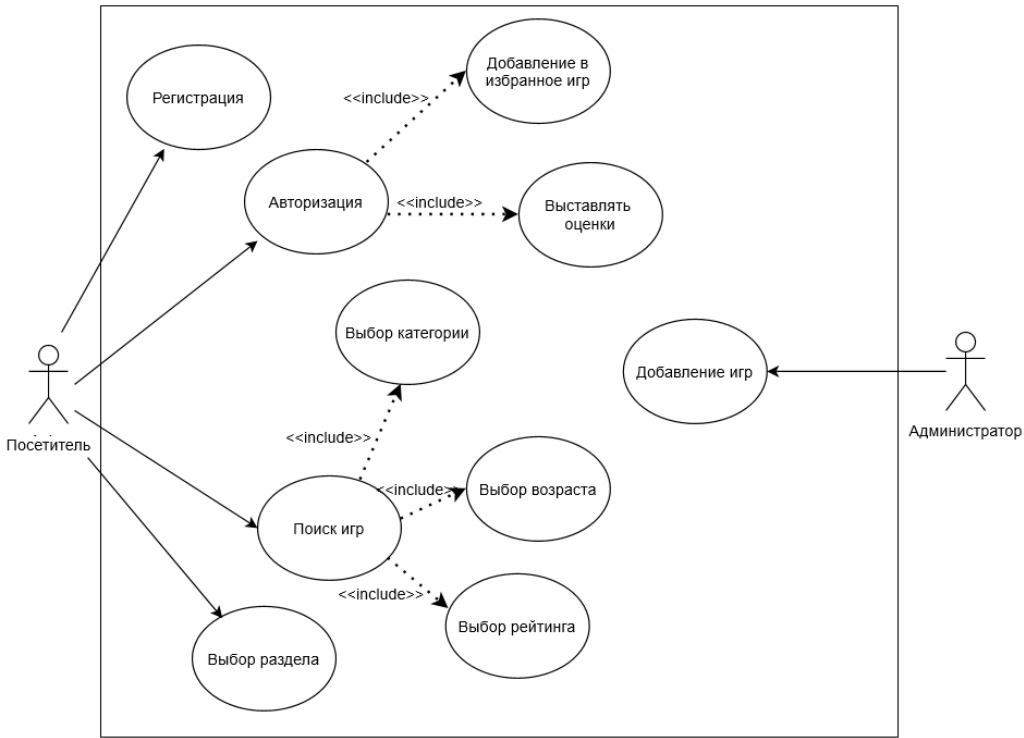 Добавление в
избранное игр
<<include>>
Регистрация
Авторизация
<<include>>
Выставлять
оценки
Выбор категории
Добавление игр
Посетитель
Администратор
<<include>>
<<include>>
Выбор возраста
Поиск игр
<<include>>
Выбор рейтинга
Выбор раздела